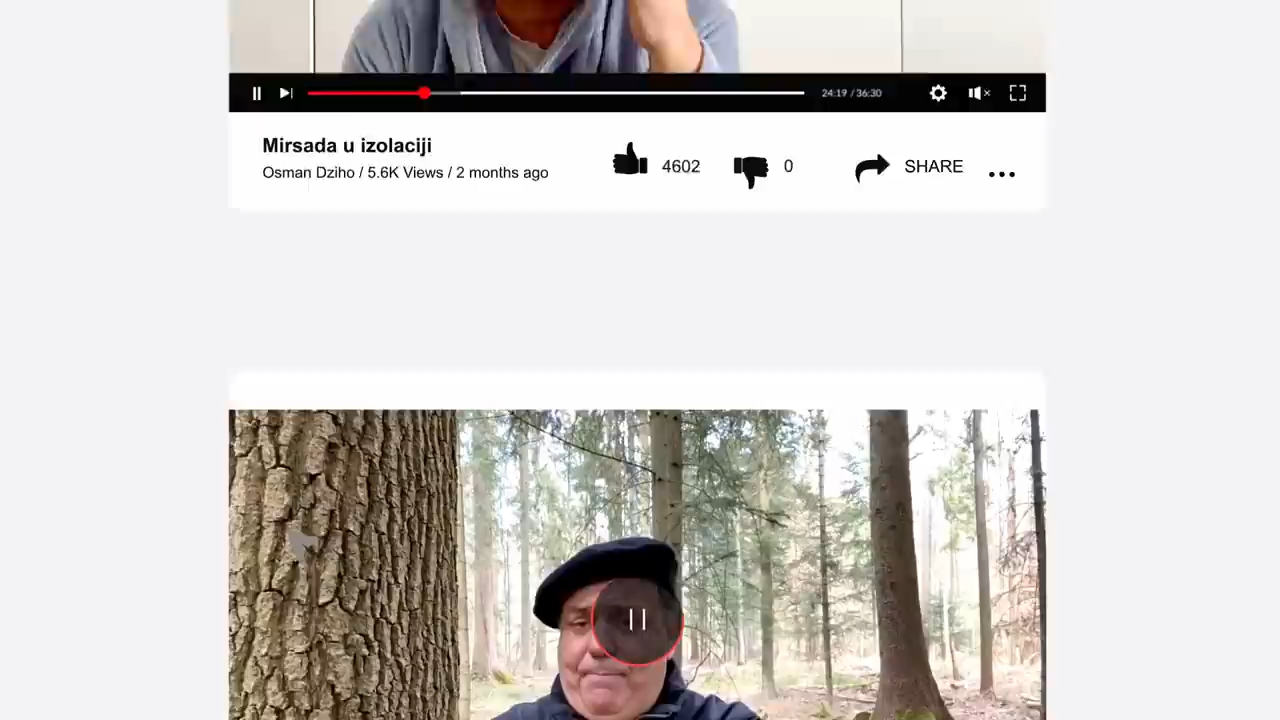 24:19 / 36:30
Mirsada u izolaciji
Osman Dziho / 5.6K Views / 2 months ago
4602
0
SHARE